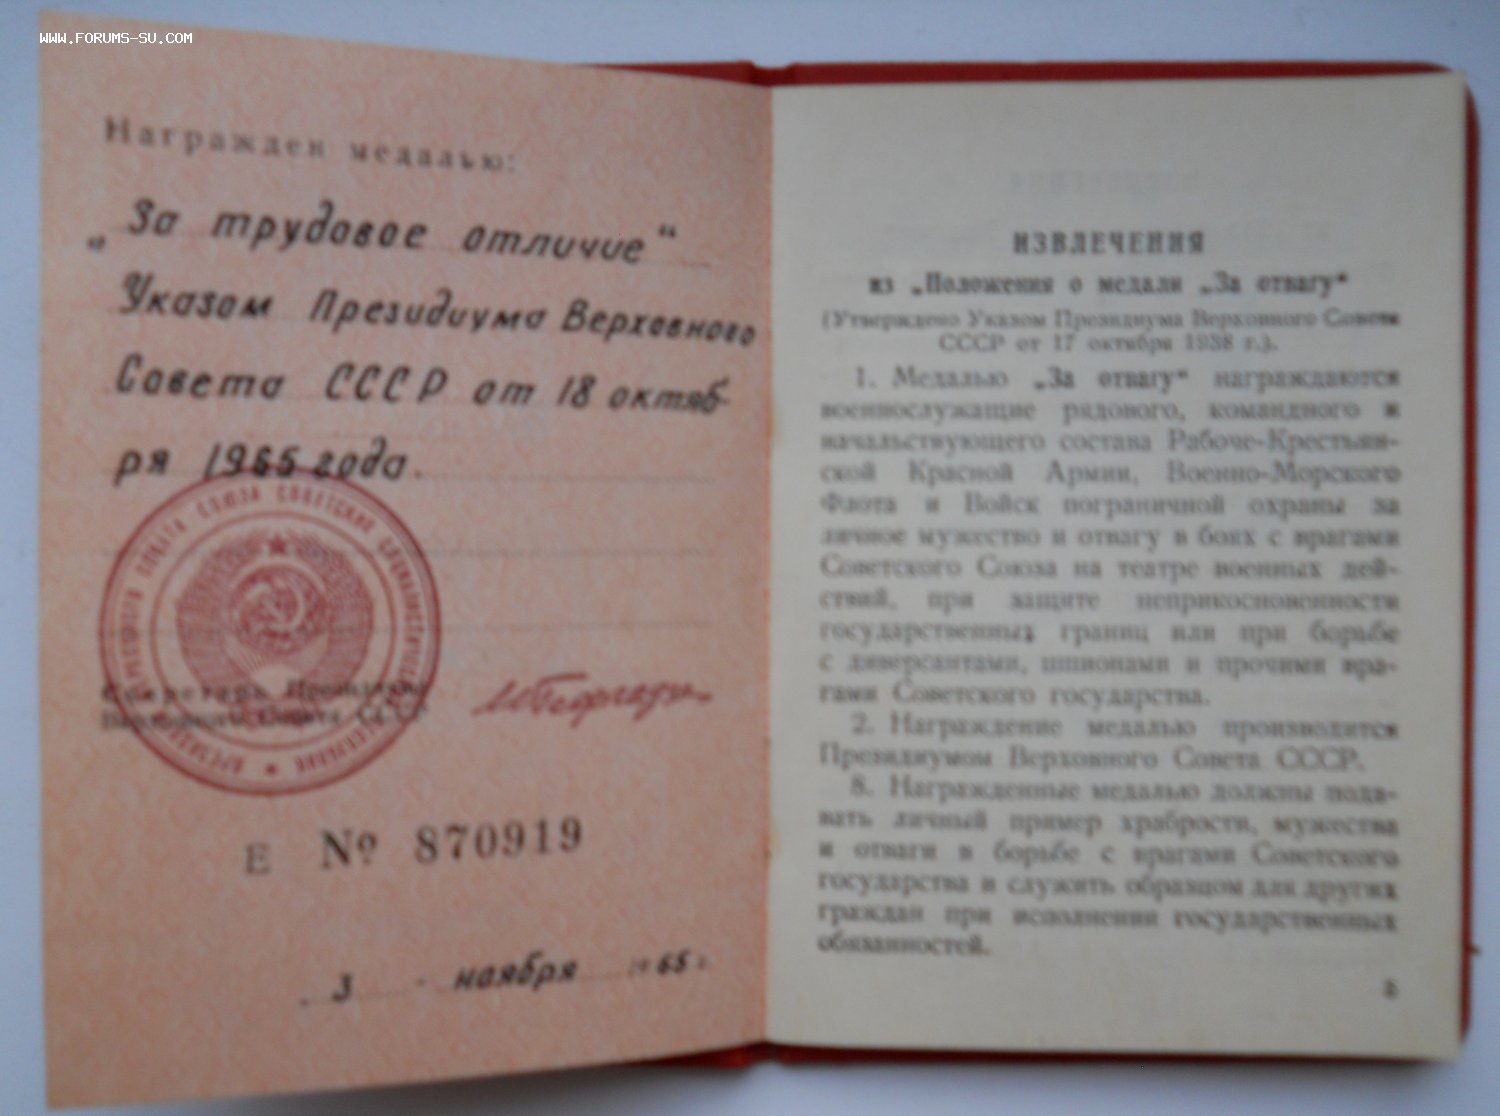 WWW.FORUMS-SU.COM
Награжден медалью:
„За трудовое отличие“
Указом Президиума Верховного
Совета СССР от 18 октяб-
ря 1965 года.
Секретарь Президиума
Верховного Совета СССР
Е № 870919
3 ноября 1965 г.
ИЗВЛЕЧЕНИЯ
из „Положения о медали „За отвагу“
(Утверждено Указом Президиума Верховного Совета
СССР от 17 октября 1938 г.).
1. Медалью „За отвагу“ награждаются
военнослужащие рядового, командного и
начальствующего состава Рабоче-Крестьян-
ской Красной Армии, Военно-Морского
Флота и Войск пограничной охраны за
личное мужество и отвагу в боях с врагами
Советского Союза на театре военных дей-
ствий, при защите неприкосновенности
государственных границ или при борьбе
с диверсантами, шпионами и прочими вра-
гами Советского государства.
2. Награждение медалью производится
Президиумом Верховного Совета СССР.
8. Награжденные медалью должны пода-
вать личный пример храбрости, мужества
и отваги в борьбе с врагами Советского
государства и служить образцом для других
граждан при исполнении государственных
обязанностей.